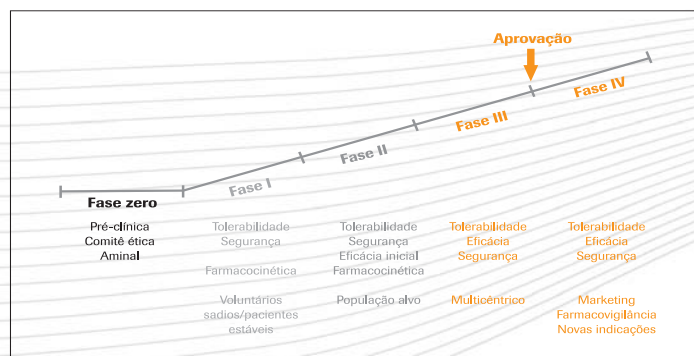 Aprovação
Fase IV
Fase III
Fase II
Fase I
Fase zero
Pré-clínica
Comitê ética
Aminal
Tolerabilidade
Segurança
Farmacocinética
Voluntários
sadios/pacientes
estáveis
Tolerabilidade
Segurança
Eficácia inicial
Farmacocinética
População alvo
Tolerabilidade
Eficácia
Segurança
Multicêntrico
Tolerabilidade
Eficácia
Segurança
Marketing
Farmacovigilância
Novas indicações